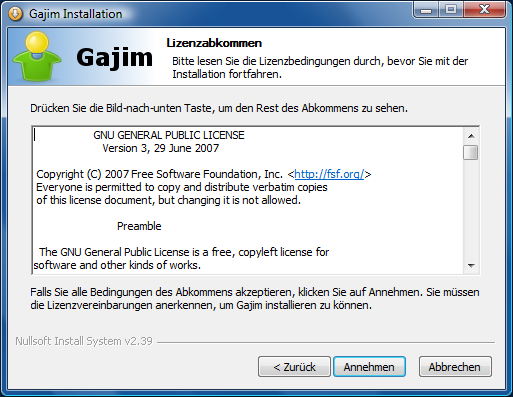 Gajim Installation
Gajim
Lizenzabkommen
Bitte lesen Sie die Lizenzbedingungen durch, bevor Sie mit der
Installation fortfahren.
Drücken Sie die Bild-nach-unten Taste, um den Rest des Abkommens zu sehen.
GNU GENERAL PUBLIC LICENSE
Version 3, 29 June 2007
Copyright (C) 2007 Free Software Foundation, Inc. <http://fsf.org/>
Everyone is permitted to copy and distribute verbatim copies
of this license document, but changing it is not allowed.
Preamble
The GNU General Public License is a free, copyleft license for
software and other kinds of works.
Falls Sie alle Bedingungen des Abkommens akzeptieren, klicken Sie auf Annehmen. Sie müssen
die Lizenzvereinbarungen anerkennen, um Gajim installieren zu können.
Nullsoft Install System v2.39
< Zurück
Annehmen
Abbrechen